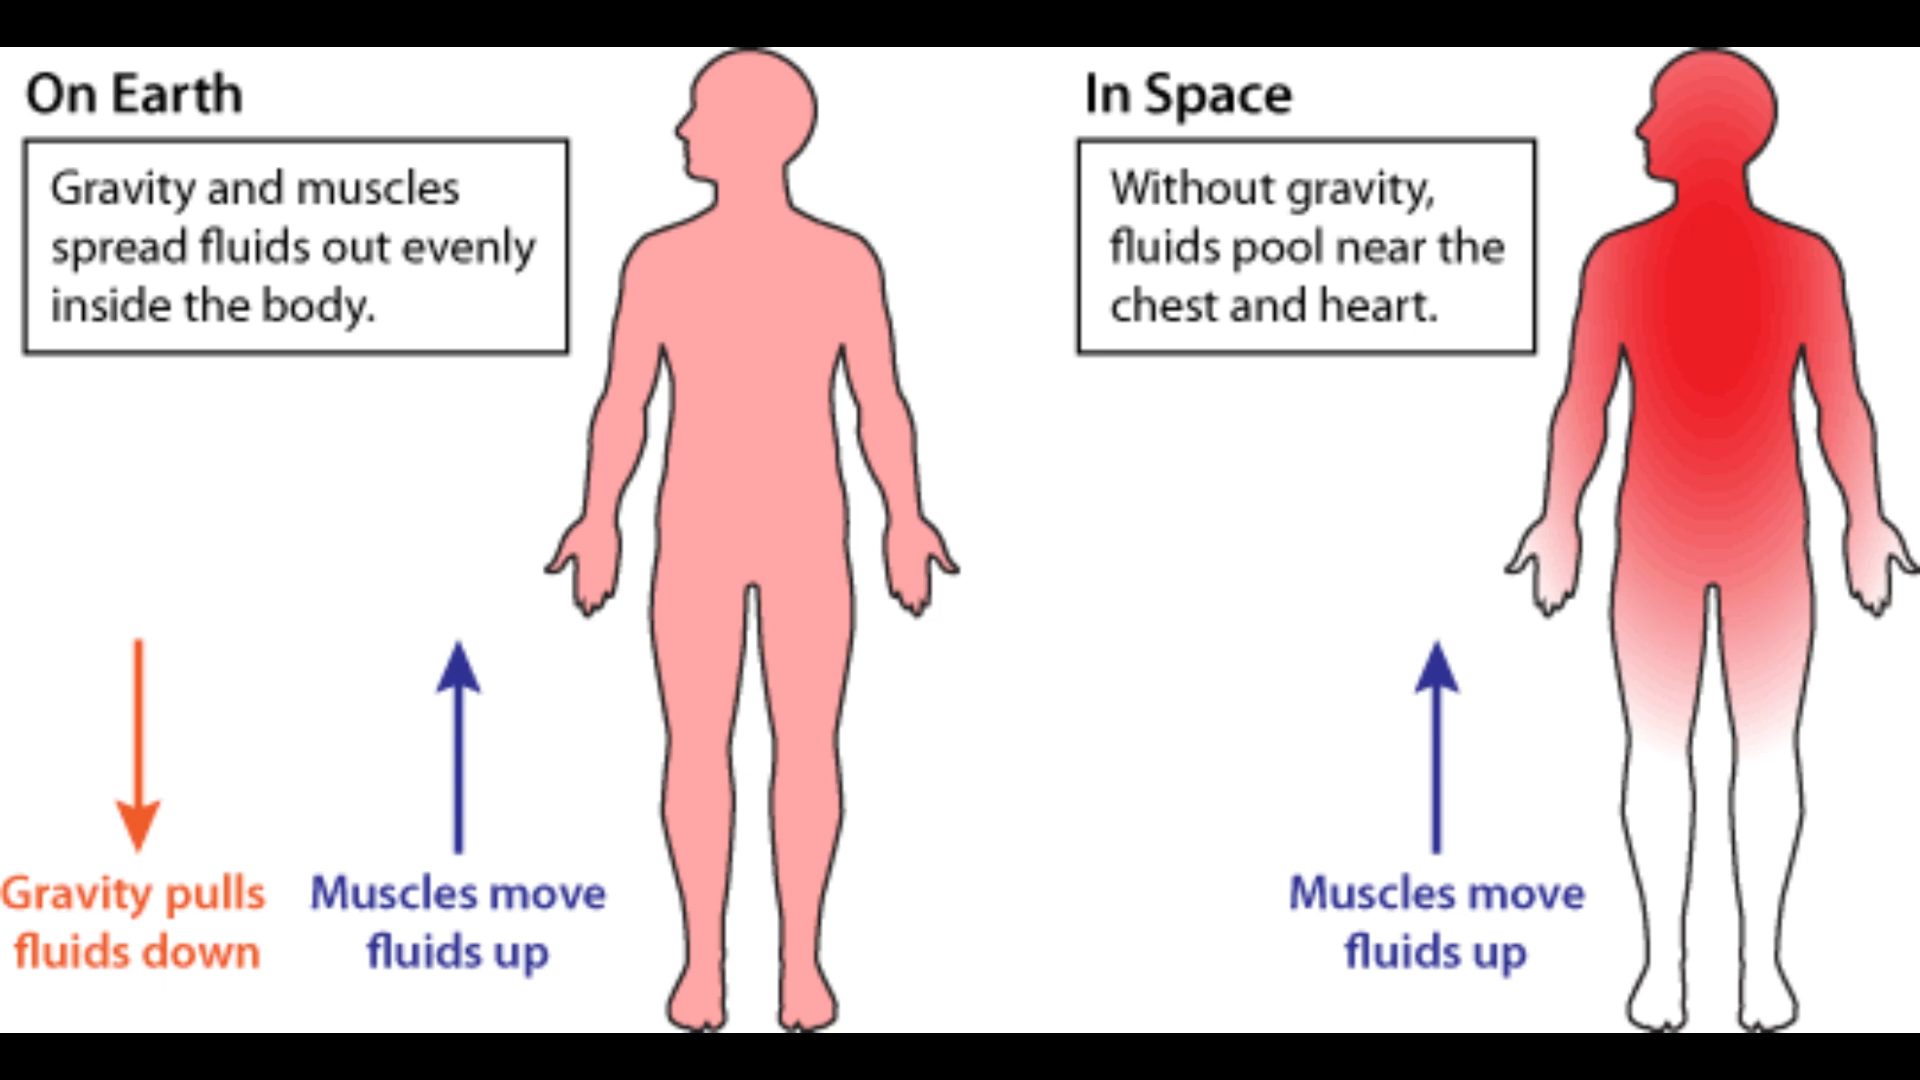 On Earth
Gravity and muscles
spread fluids out evenly
inside the body.
Gravity pulls
fluids down
Muscles move
fluids up
In Space
Without gravity,
fluids pool near the
chest and heart.
Muscles move
fluids up